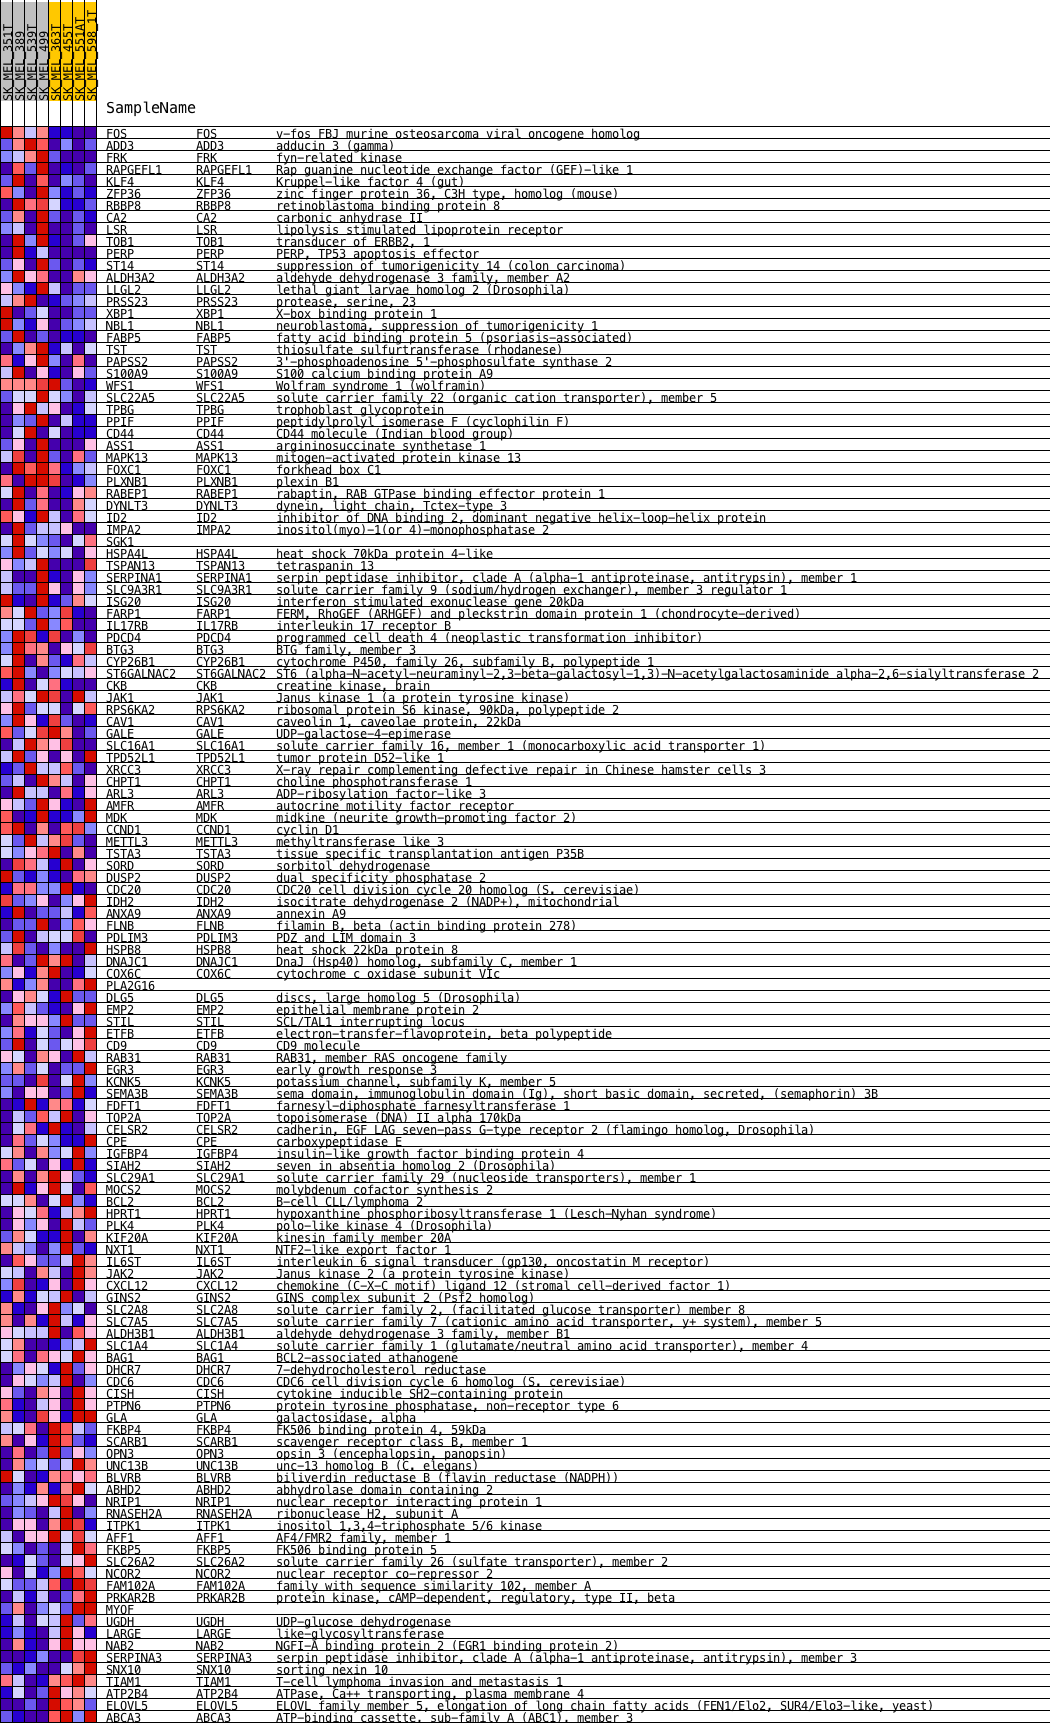 SK_MEL_351T
SK_MEL_389
SK_MEL_539T
SK_MEL_499
SK_MEL_363T
SK_MEL_455T
SK_MEL_551AT
SK_MEL_598_1T
SampleName
FOS FOS v-fos FBJ murine osteosarcoma viral oncogene homolog
ADD3 ADD3 adducin 3 (gamma)
FRK FRK fyn-related kinase
RAPGEFL1 RAPGEFL1 Rap guanine nucleotide exchange factor (GEF)-like 1
KLF4 KLF4 Kruppel-like factor 4 (gut)
ZFP36 ZFP36 zinc finger protein 36, C3H type, homolog (mouse)
RBBP8 RBBP8 retinoblastoma binding protein 8
CA2 CA2 carbonic anhydrase II
LSR LSR lipolysis stimulated lipoprotein receptor
TOB1 TOB1 transducer of ERBB2, 1
PERP PERP PERP, TP53 apoptosis effector
ST14 ST14 suppression of tumorigenicity 14 (colon carcinoma)
ALDH3A2 ALDH3A2 aldehyde dehydrogenase 3 family, member A2
LLGL2 LLGL2 lethal giant larvae homolog 2 (Drosophila)
PRSS23 PRSS23 protease, serine, 23
XBP1 XBP1 X-box binding protein 1
NBL1 NBL1 neuroblastoma, suppression of tumorigenicity 1
FABP5 FABP5 fatty acid binding protein 5 (psoriasis-associated)
TST TST thiosulfate sulfurtransferase (rhodanese)
PAPSS2 PAPSS2 3'-phosphoadenosine 5'-phosphosulfate synthase 2
S100A9 S100A9 S100 calcium binding protein A9
WFS1 WFS1 Wolfram syndrome 1 (wolframin)
SLC22A5 SLC22A5 solute carrier family 22 (organic cation transporter), member 5
TPBG TPBG trophoblast glycoprotein
PPIF PPIF peptidylprolyl isomerase F (cyclophilin F)
CD44 CD44 CD44 molecule (Indian blood group)
ASS1 ASS1 argininosuccinate synthetase 1
MAPK13 MAPK13 mitogen-activated protein kinase 13
FOXC1 FOXC1 forkhead box C1
PLXNB1 PLXNB1 plexin B1
RABEP1 RABEP1 rabaptin, RAB GTPase binding effector protein 1
DYNLT3 DYNLT3 dynein, light chain, Tctex-type 3
ID2 ID2 inhibitor of DNA binding 2, dominant negative helix-loop-helix protein
IMPA2 IMPA2 inositol(myo)-1(or 4)-monophosphatase 2
SGK1
HSPA4L HSPA4L heat shock 70kDa protein 4-like
TSPAN13 TSPAN13 tetraspanin 13
SERPINA1 SERPINA1 serpin peptidase inhibitor, clade A (alpha-1 antiproteinase, antitrypsin), member 1
SLC9A3R1 SLC9A3R1 solute carrier family 9 (sodium/hydrogen exchanger), member 3 regulator 1
ISG20 ISG20 interferon stimulated exonuclease gene 20kDa
FARP1 FARP1 FERM, RhoGEF (ARHGEF) and pleckstrin domain protein 1 (chondrocyte-derived)
IL17RB IL17RB interleukin 17 receptor B
PDCD4 PDCD4 programmed cell death 4 (neoplastic transformation inhibitor)
BTG3 BTG3 BTG family, member 3
CYP26B1 CYP26B1 cytochrome P450, family 26, subfamily B, polypeptide 1
ST6GALNAC2 ST6GALNAC2 ST6 (alpha-N-acetyl-neuraminyl-2,3-beta-galactosyl-1,3)-N-acetylgalactosaminide alpha-2,6-sialyltransferase 2
CKB CKB creatine kinase, brain
JAK1 JAK1 Janus kinase 1 (a protein tyrosine kinase)
RPS6KA2 RPS6KA2 ribosomal protein S6 kinase, 90kDa, polypeptide 2
CAV1 CAV1 caveolin 1, caveolae protein, 22kDa
GALE GALE UDP-galactose-4-epimerase
SLC16A1 SLC16A1 solute carrier family 16, member 1 (monocarboxylic acid transporter 1)
TPD52L1 TPD52L1 tumor protein D52-like 1
XRCC3 XRCC3 X-ray repair complementing defective repair in Chinese hamster cells 3
CHPT1 CHPT1 choline phosphotransferase 1
ARL3 ARL3 ADP-ribosylation factor-like 3
AMFR AMFR autocrine motility factor receptor
MDK MDK midkine (neurite growth-promoting factor 2)
CCND1 CCND1 cyclin D1
METTL3 METTL3 methyltransferase like 3
TSTA3 TSTA3 tissue specific transplantation antigen P35B
SORD SORD sorbitol dehydrogenase
DUSP2 DUSP2 dual specificity phosphatase 2
CDC20 CDC20 CDC20 cell division cycle 20 homolog (S. cerevisiae)
IDH2 IDH2 isocitrate dehydrogenase 2 (NADP+), mitochondrial
ANXA9 ANXA9 annexin A9
FLNB FLNB filamin B, beta (actin binding protein 278)
PDLIM3 PDLIM3 PDZ and LIM domain 3
HSPB8 HSPB8 heat shock 22kDa protein 8
DNAJC1 DNAJC1 DnaJ (Hsp40) homolog, subfamily C, member 1
COX6C COX6C cytochrome c oxidase subunit VIc
PLA2G16
DLG5 DLG5 discs, large homolog 5 (Drosophila)
EMP2 EMP2 epithelial membrane protein 2
STIL STIL SCL/TAL1 interrupting locus
ETFB ETFB electron-transfer-flavoprotein, beta polypeptide
CD9 CD9 CD9 molecule
RAB31 RAB31 RAB31, member RAS oncogene family
EGR3 EGR3 early growth response 3
KCNK5 KCNK5 potassium channel, subfamily K, member 5
SEMA3B SEMA3B sema domain, immunoglobulin domain (Ig), short basic domain, secreted, (semaphorin) 3B
FDFT1 FDFT1 farnesyl-diphosphate farnesyltransferase 1
TOP2A TOP2A topoisomerase (DNA) II alpha 170kDa
CELSR2 CELSR2 cadherin, EGF LAG seven-pass G-type receptor 2 (flamingo homolog, Drosophila)
CPE CPE carboxypeptidase E
IGFBP4 IGFBP4 insulin-like growth factor binding protein 4
SIAH2 SIAH2 seven in absentia homolog 2 (Drosophila)
SLC29A1 SLC29A1 solute carrier family 29 (nucleoside transporters), member 1
MOCS2 MOCS2 molybdenum cofactor synthesis 2
BCL2 BCL2 B-cell CLL/lymphoma 2
HPRT1 HPRT1 hypoxanthine phosphoribosyltransferase 1 (Lesch-Nyhan syndrome)
PLK4 PLK4 polo-like kinase 4 (Drosophila)
KIF20A KIF20A kinesin family member 20A
NXT1 NXT1 NTF2-like export factor 1
IL6ST IL6ST interleukin 6 signal transducer (gp130, oncostatin M receptor)
JAK2 JAK2 Janus kinase 2 (a protein tyrosine kinase)
CXCL12 CXCL12 chemokine (C-X-C motif) ligand 12 (stromal cell-derived factor 1)
GINS2 GINS2 GINS complex subunit 2 (Psf2 homolog)
SLC2A8 SLC2A8 solute carrier family 2, (facilitated glucose transporter) member 8
SLC7A5 SLC7A5 solute carrier family 7 (cationic amino acid transporter, y+ system), member 5
ALDH3B1 ALDH3B1 aldehyde dehydrogenase 3 family, member B1
SLC1A4 SLC1A4 solute carrier family 1 (glutamate/neutral amino acid transporter), member 4
BAG1 BAG1 BCL2-associated athanogene
DHCR7 DHCR7 7-dehydrocholesterol reductase
CDC6 CDC6 CDC6 cell division cycle 6 homolog (S. cerevisiae)
CISH CISH cytokine inducible SH2-containing protein
PTPN6 PTPN6 protein tyrosine phosphatase, non-receptor type 6
GLA GLA galactosidase, alpha
FKBP4 FKBP4 FK506 binding protein 4, 59kDa
SCARB1 SCARB1 scavenger receptor class B, member 1
OPN3 OPN3 opsin 3 (encephalopsin, panopsin)
UNC13B UNC13B unc-13 homolog B (C. elegans)
BLVRB BLVRB biliverdin reductase B (flavin reductase (NADPH))
ABHD2 ABHD2 abhydrolase domain containing 2
NRIP1 NRIP1 nuclear receptor interacting protein 1
RNASEH2A RNASEH2A ribonuclease H2, subunit A
ITPK1 ITPK1 inositol 1,3,4-triphosphate 5/6 kinase
AFF1 AFF1 AF4/FMR2 family, member 1
FKBP5 FKBP5 FK506 binding protein 5
SLC26A2 SLC26A2 solute carrier family 26 (sulfate transporter), member 2
NCOR2 NCOR2 nuclear receptor co-repressor 2
FAM102A FAM102A family with sequence similarity 102, member A
PRKAR2B PRKAR2B protein kinase, cAMP-dependent, regulatory, type II, beta
MYOF
UGDH UGDH UDP-glucose dehydrogenase
LARGE LARGE like-glycosyltransferase
NAB2 NAB2 NGFI-A binding protein 2 (EGR1 binding protein 2)
SERPINA3 SERPINA3 serpin peptidase inhibitor, clade A (alpha-1 antiproteinase, antitrypsin), member 3
SNX10 SNX10 sorting nexin 10
TIAM1 TIAM1 T-cell lymphoma invasion and metastasis 1
ATP2B4 ATP2B4 ATPase, Ca++ transporting, plasma membrane 4
ELOVL5 ELOVL5 ELOVL family member 5, elongation of long chain fatty acids (FEN1/Elo2, SUR4/Elo3-like, yeast)
ABCA3 ABCA3 ATP-binding cassette, sub-family A (ABC1), member 3